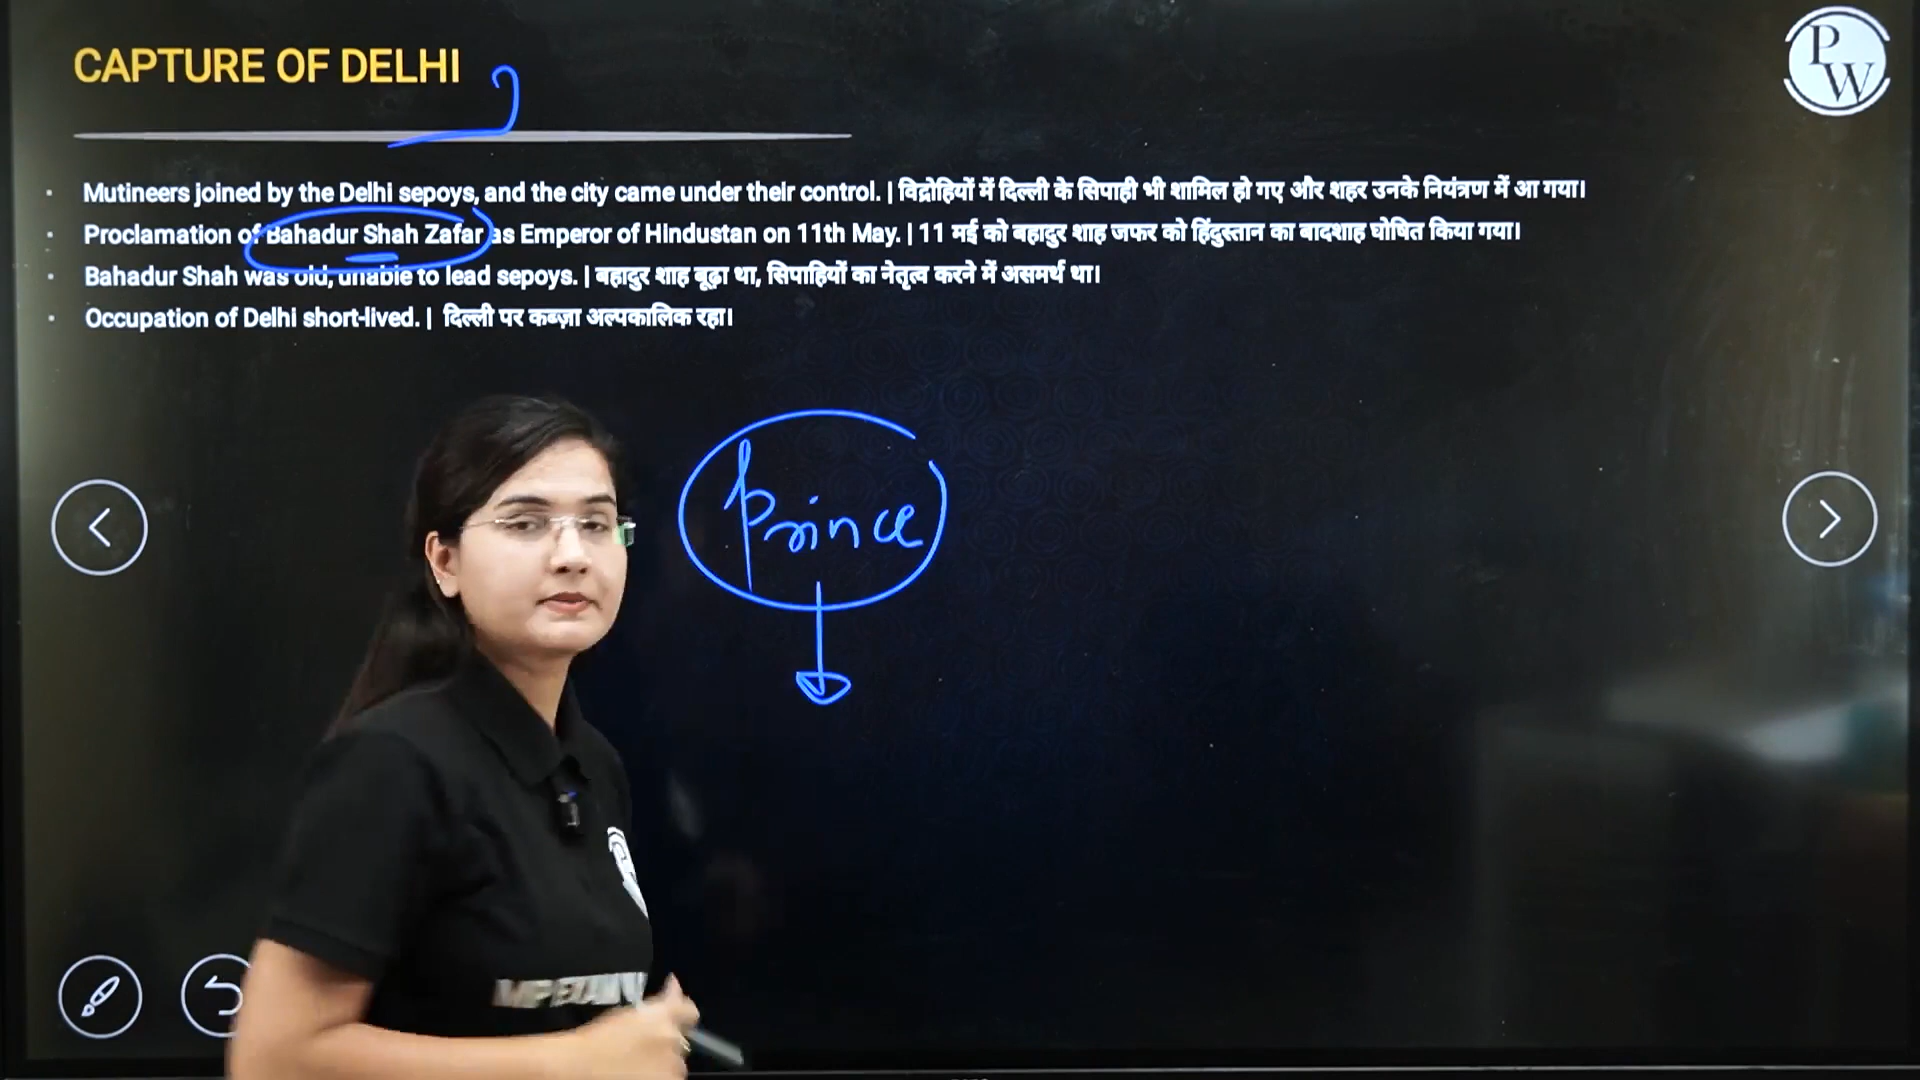 CAPTURE OF DELHI
PW
Mutineers joined by the Delhi sepoys, and the city came under their control. | विद्रोहियों में दिल्ली के सिपाही भी शामिल हो गए और शहर उनके नियंत्रण में आ गया।
Proclamation of Bahadur Shah Zafar as Emperor of Hindustan on 11th May. | 11 मई को बहादुर शाह जफर को हिंदुस्तान का बादशाह घोषित किया गया।
Bahadur Shah was old, unable to lead sepoys. | बहादुर शाह बूढ़ा था, सिपाहियों का नेतृत्व करने में असमर्थ था।
Occupation of Delhi short-lived. | दिल्ली पर कब्ज़ा अल्पकालिक रहा।
Prince
MP EXAM